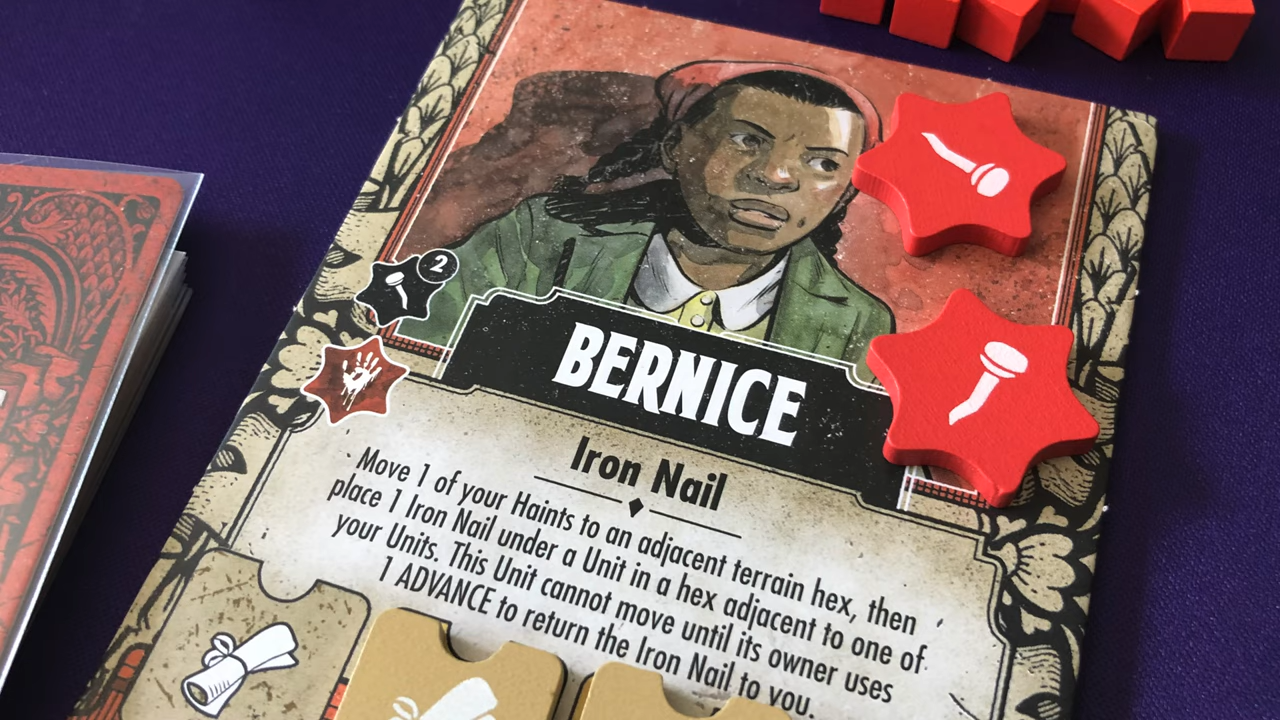 2
BERNICE
Iron Nail
Move 1 of your Haints to an adjacent terrain hex, then
place 1 Iron Nail under a Unit in a hex adjacent to one of
your Units. This Unit cannot move until its owner uses
1 ADVANCE to return the Iron Nail to you.